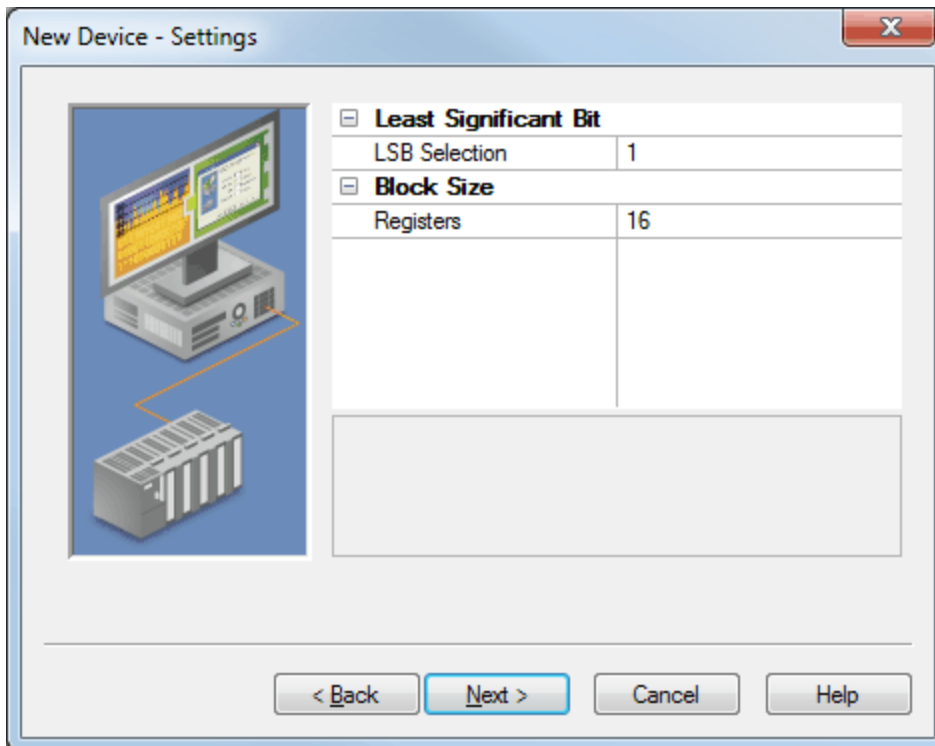 New Device - Settings
Least Significant Bit
LSB Selection 1
Block Size
Registers 16
< Back Next > Cancel Help